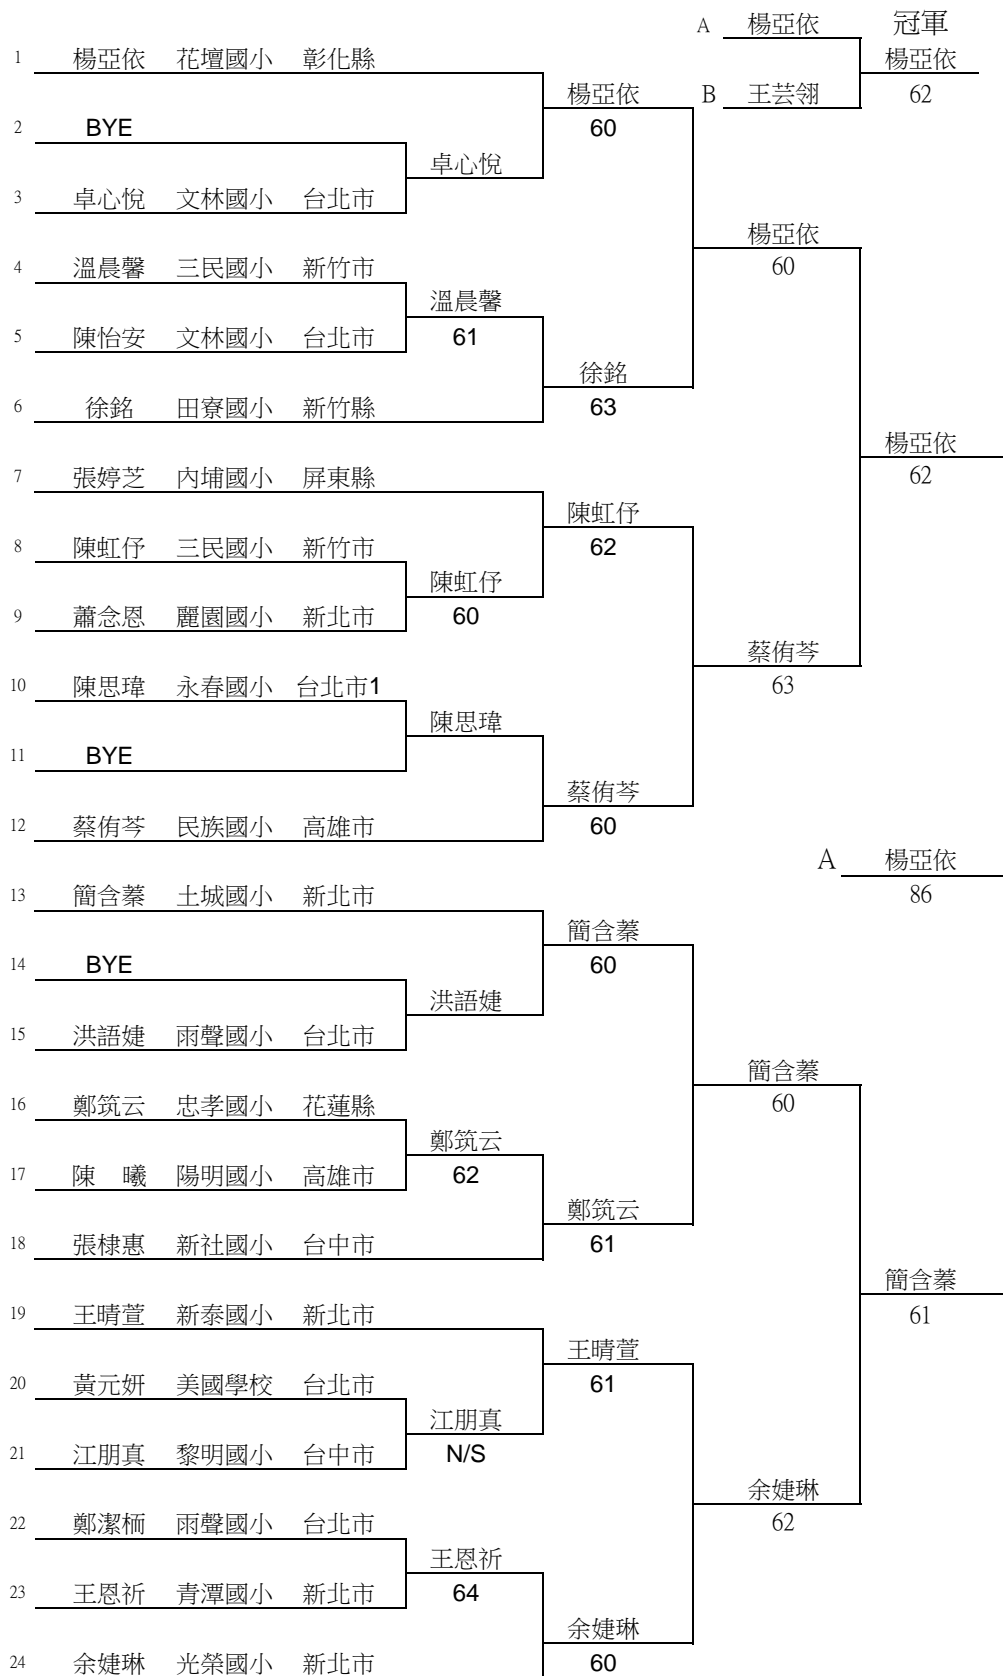 A 楊亞依 冠軍
1 楊亞依 花壇國小 彰化縣 楊亞依
楊亞依 B 王芸翎 62
2 BYE 60
卓心悅
3 卓心悅 文林國小 台北市
楊亞依
4 溫晨馨 三民國小 新竹市 60
溫晨馨
5 陳怡安 文林國小 台北市 61
徐銘
6 徐銘 田寮國小 新竹縣 63
楊亞依
7 張婷芝 內埔國小 屏東縣 62
陳虹伃
8 陳虹伃 三民國小 新竹市 62
陳虹伃
9 蕭念恩 麗園國小 新北市 60
蔡侑芩
10 陳思瑋 永春國小 台北市1 63
陳思瑋
11 BYE
蔡侑芩
12 蔡侑芩 民族國小 高雄市 60
A 楊亞依
13 簡含蓁 土城國小 新北市 86
簡含蓁
14 BYE 60
洪語婕
15 洪語婕 雨聲國小 台北市
簡含蓁
16 鄭筑云 忠孝國小 花蓮縣 60
鄭筑云
17 陳 曦 陽明國小 高雄市 62
鄭筑云
18 張棣惠 新社國小 台中市 61
簡含蓁
19 王晴萱 新泰國小 新北市 61
王晴萱
20 黃元妍 美國學校 台北市 61
江朋真
21 江朋真 黎明國小 台中市 N/S
余婕琳
22 鄭潔栭 雨聲國小 台北市 62
王恩祈
23 王恩祈 青潭國小 新北市 64
余婕琳
24 余婕琳 光榮國小 新北市 60